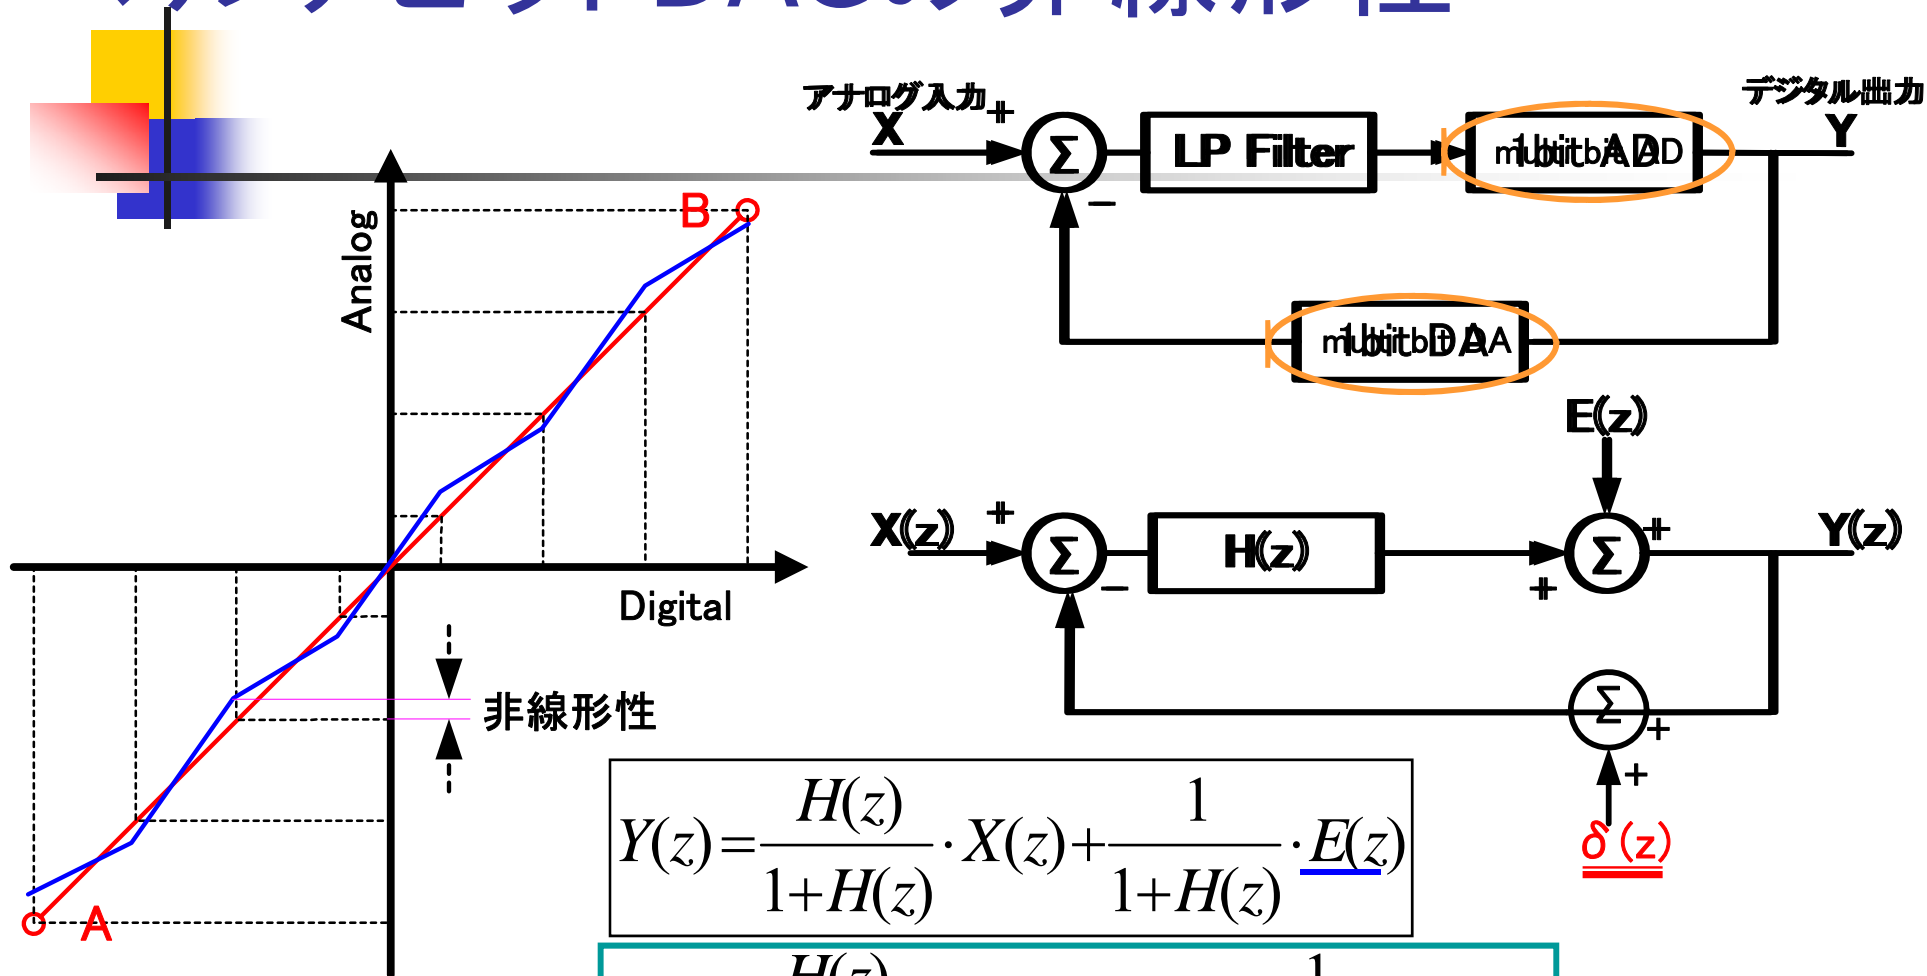 アナログ入力
X
+
Σ
−
LP Filter
デジタル出力
Y
B
Analog
E(z)
X(z)
+
Σ
−
H(z)
+
+
Σ
Y(z)
Digital
非線形性
Σ
+
+
δ(z)
Y(z) = H(z) / 1+H(z) · X(z) + 1 / 1+H(z) · E(z)
A
H(z)
1